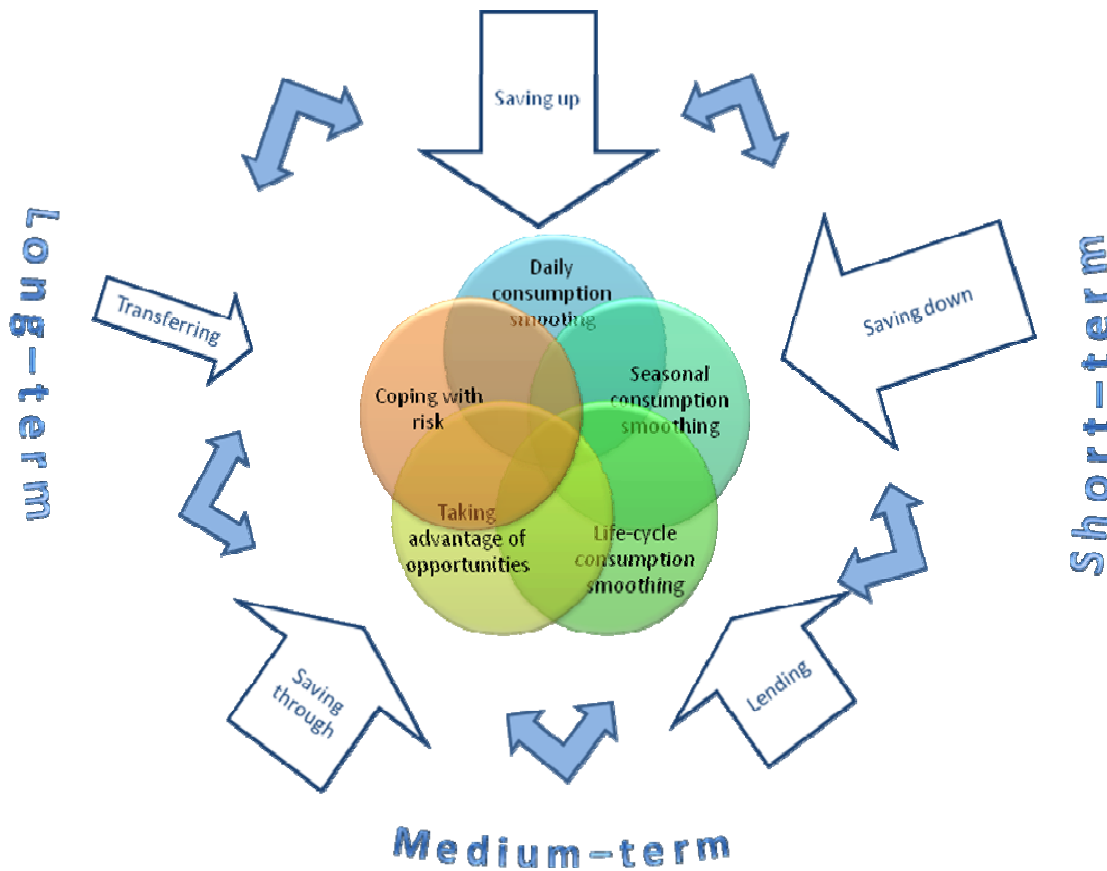 Saving up
Long-term
Transferring
Saving down
Short-term
Daily
consumption
smooting
Coping with
risk
Seasonal
consumption
smoothing
Taking
advantage of
opportunities
Life-cycle
consumption
smoothing
Saving
through
Lending
Medium-term